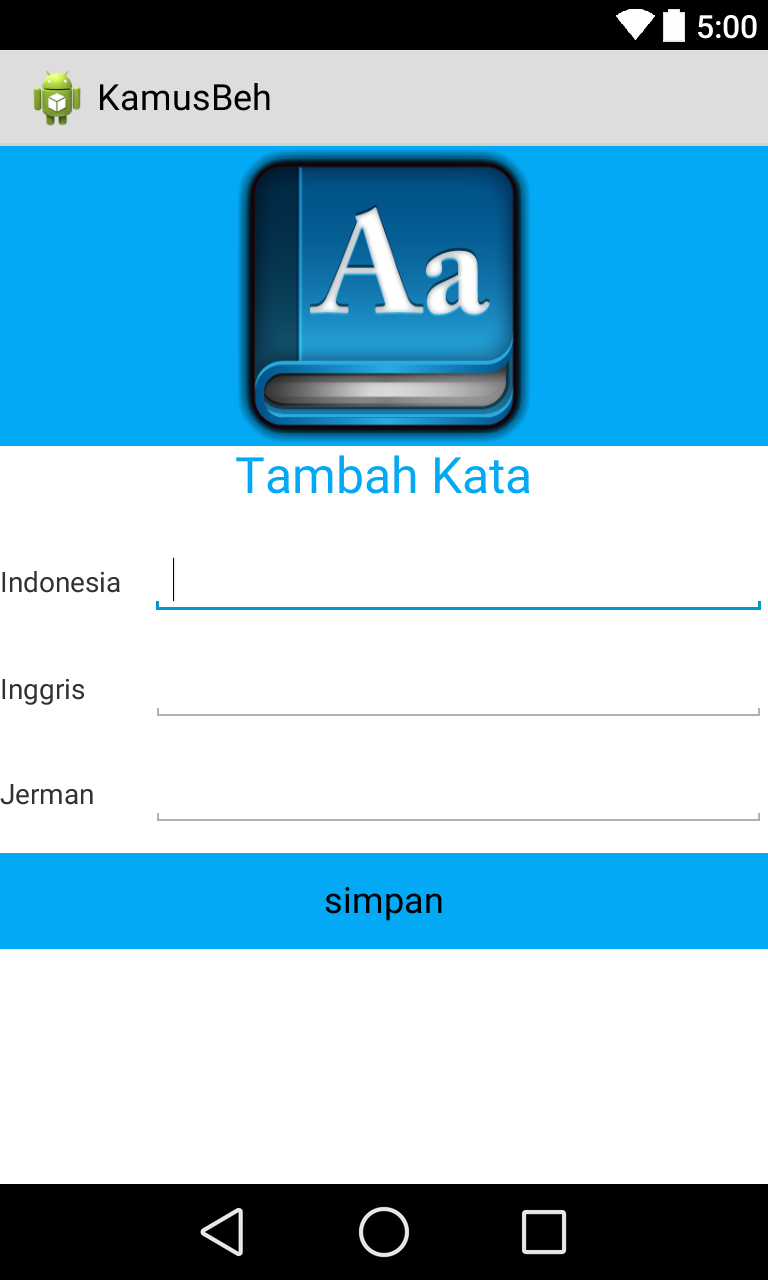 5:00
KamusBeh
Aa
Tambah Kata
Indonesia
Inggris
Jerman
simpan